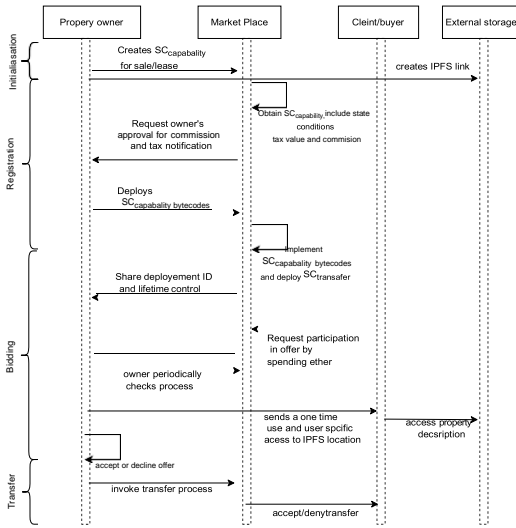 Propery owner
Market Place
Cleint/buyer
External storage
Initialiasation
Creates SCcapabality
for sale/lease
creates IPFS link
Registration
Obtain SCcapability,include state
conditions
tax value and commision
Request owner's
approval for commission
and tax notification
Deploys
SCcapabality bytecodes
Implement
SCcapabality bytecodes
and deploy SCtransafer
Bidding
Share deployement ID
and lifetime control
Request participation
in offer by
spending ether
owner periodically
checks process
sends a one time
use and user spcific
acess to IPFS location
access property
decsription
accept or decline offer
Transfer
invoke transfer process
accept/denytransfer